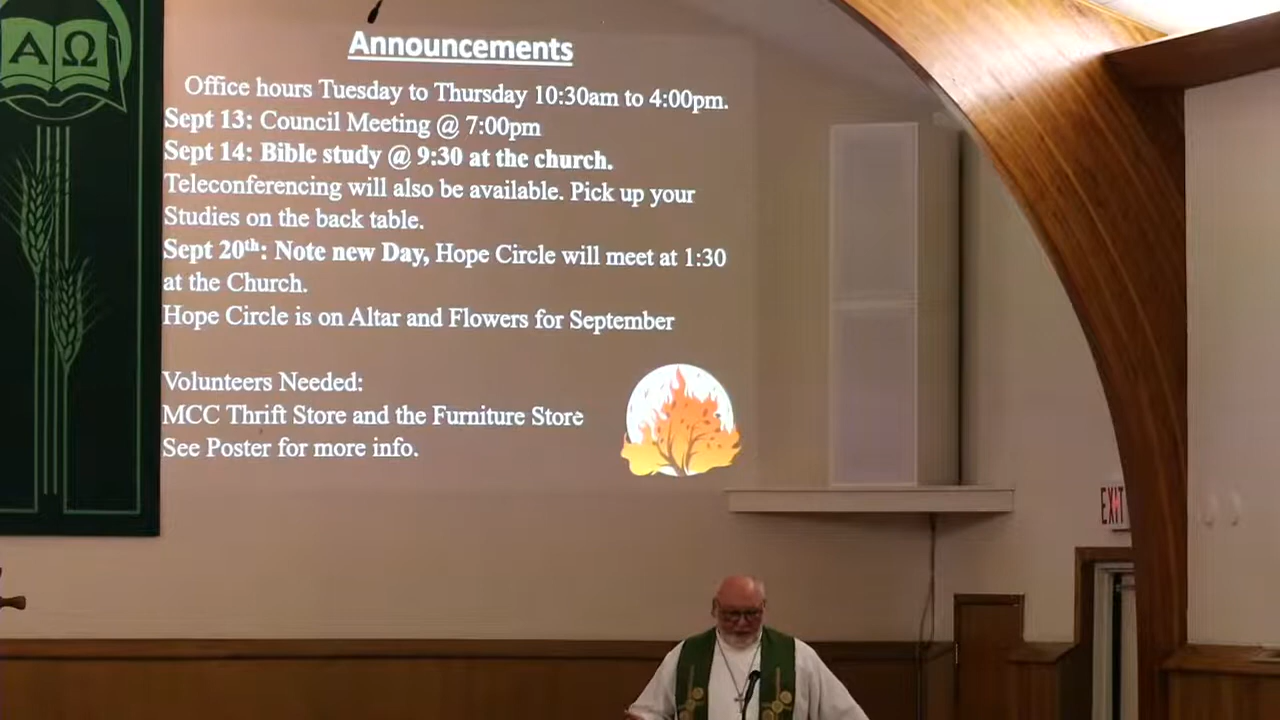 Α Ω
Announcements
Office hours Tuesday to Thursday 10:30am to 4:00pm.
Sept 13: Council Meeting @ 7:00pm
Sept 14: Bible study @ 9:30 at the church.
Teleconferencing will also be available. Pick up your
Studies on the back table.
Sept 20th: Note new Day, Hope Circle will meet at 1:30
at the Church.
Hope Circle is on Altar and Flowers for September
Volunteers Needed:
MCC Thrift Store and the Furniture Store
See Poster for more info.
EXIT